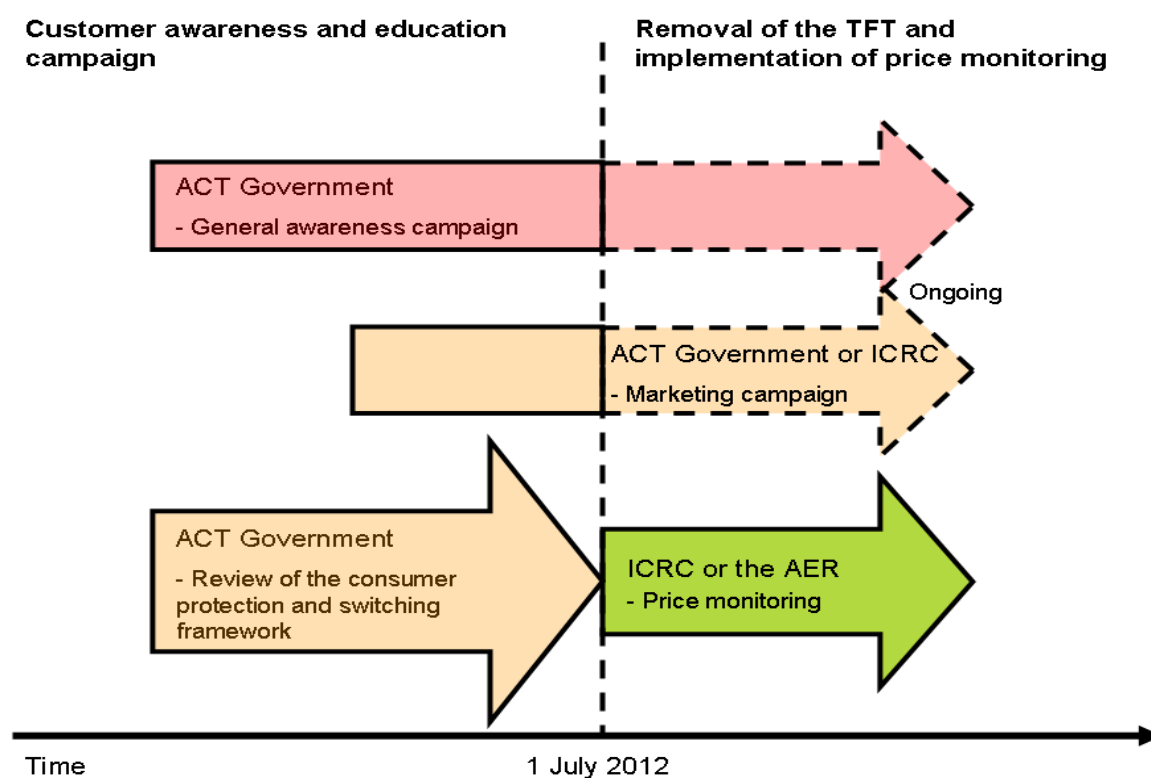 Customer awareness and education
campaign
Removal of the TFT and
implementation of price monitoring
ACT Government
- General awareness campaign
Ongoing
ACT Government or ICRC
- Marketing campaign
ACT Government
- Review of the consumer
protection and switching
framework
ICRC or the AER
- Price monitoring
Time
1 July 2012